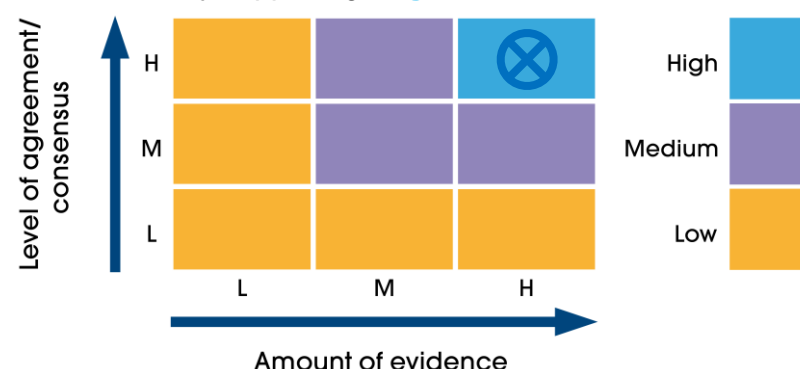 Level of agreement/
consensus
H
M
L
L M H
Amount of evidence
High
Medium
Low